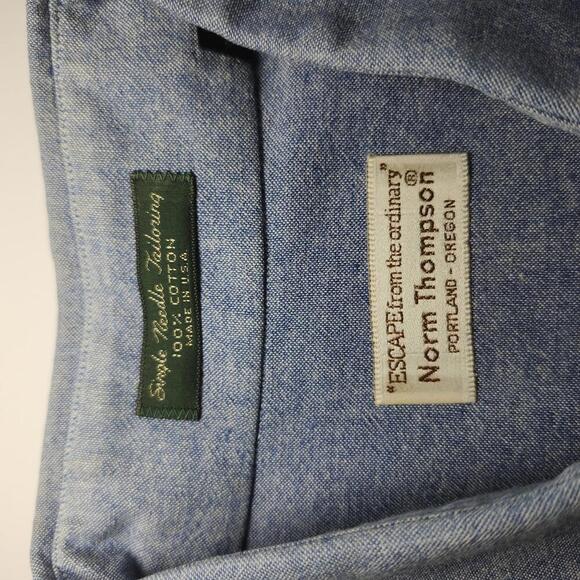 Single Needle Tailoring
100% COTTON
MADE IN U.S.A.
"ESCAPE from the ordinary"
Norm Thompson®
PORTLAND - OREGON